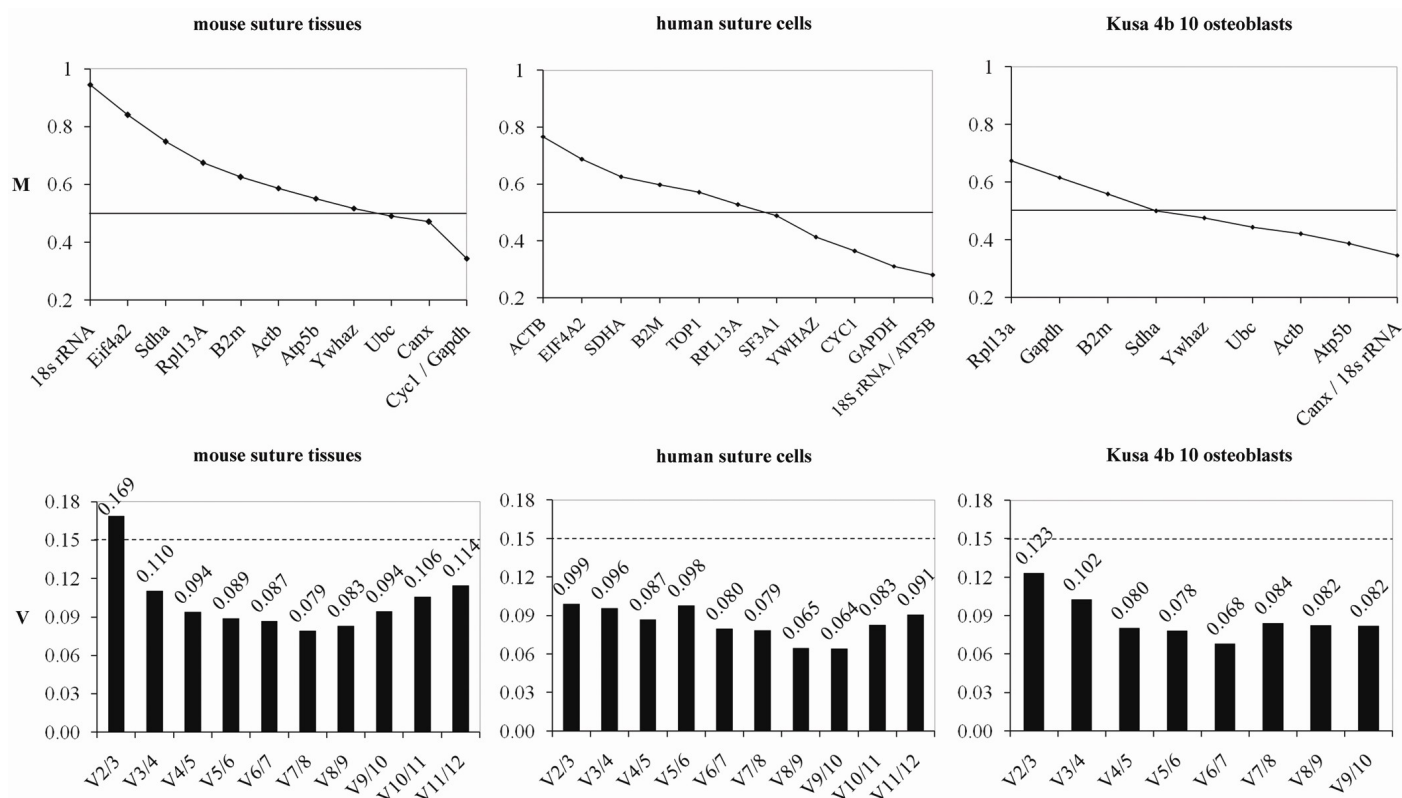 mouse suture tissues
human suture cells
Kusa 4b 10 osteoblasts
M
1
0.8
0.6
0.4
0.2
18s rRNA
Eif4a2
Sdha
Rpl13A
B2m
Actb
Atp5b
Ywhaz
Ubc
Canx
Cyc1 / Gapdh
1
0.8
0.6
0.4
0.2
ACTB
EIF4A2
SDHA
B2M
TOP1
RPL13A
SF3A1
YWHAZ
CYC1
GAPDH
18S rRNA / ATP5B
1
0.8
0.6
0.4
0.2
Rpl13a
Gapdh
B2m
Sdha
Ywhaz
Ubc
Actb
Atp5b
Canx / 18s rRNA
mouse suture tissues
human suture cells
Kusa 4b 10 osteoblasts
V
0.18
0.15
0.12
0.09
0.06
0.03
0.00
0.169
0.110
0.094
0.089
0.087
0.079
0.083
0.094
0.106
0.114
V2/3
V3/4
V4/5
V5/6
V6/7
V7/8
V8/9
V9/10
V10/11
V11/12
0.18
0.15
0.12
0.09
0.06
0.03
0.00
0.099
0.096
0.087
0.098
0.080
0.079
0.065
0.064
0.083
0.091
V2/3
V3/4
V4/5
V5/6
V6/7
V7/8
V8/9
V9/10
V10/11
V11/12
0.18
0.15
0.12
0.09
0.06
0.03
0.00
0.123
0.102
0.080
0.078
0.068
0.084
0.082
0.082
V2/3
V3/4
V4/5
V5/6
V6/7
V7/8
V8/9
V9/10